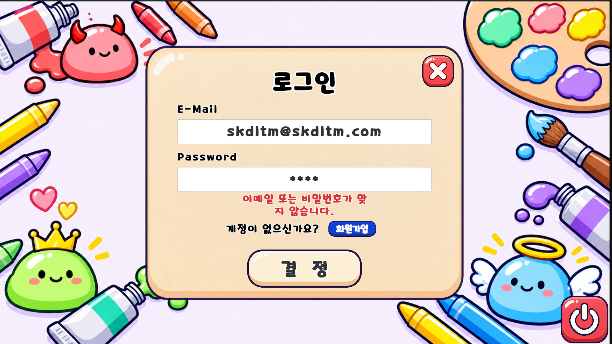 로그인
E-Mail
skdltm@skdltm.com
Password
****
이메일 또는 비밀번호가 맞
지 않습니다.
계정이 없으신가요? 회원가입
결 정